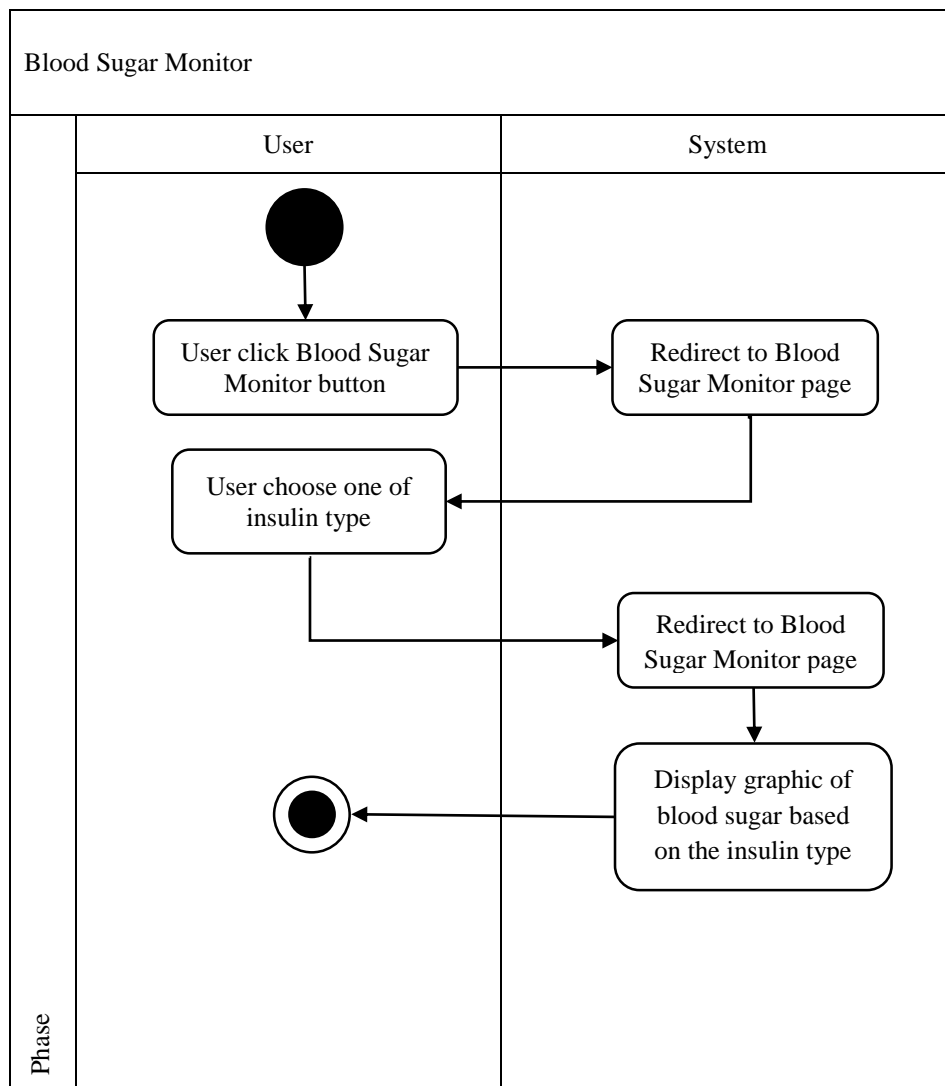 Blood Sugar Monitor
User
System
User click Blood Sugar
Monitor button
Redirect to Blood
Sugar Monitor page
User choose one of
insulin type
Redirect to Blood
Sugar Monitor page
Display graphic of
blood sugar based
on the insulin type
Phase